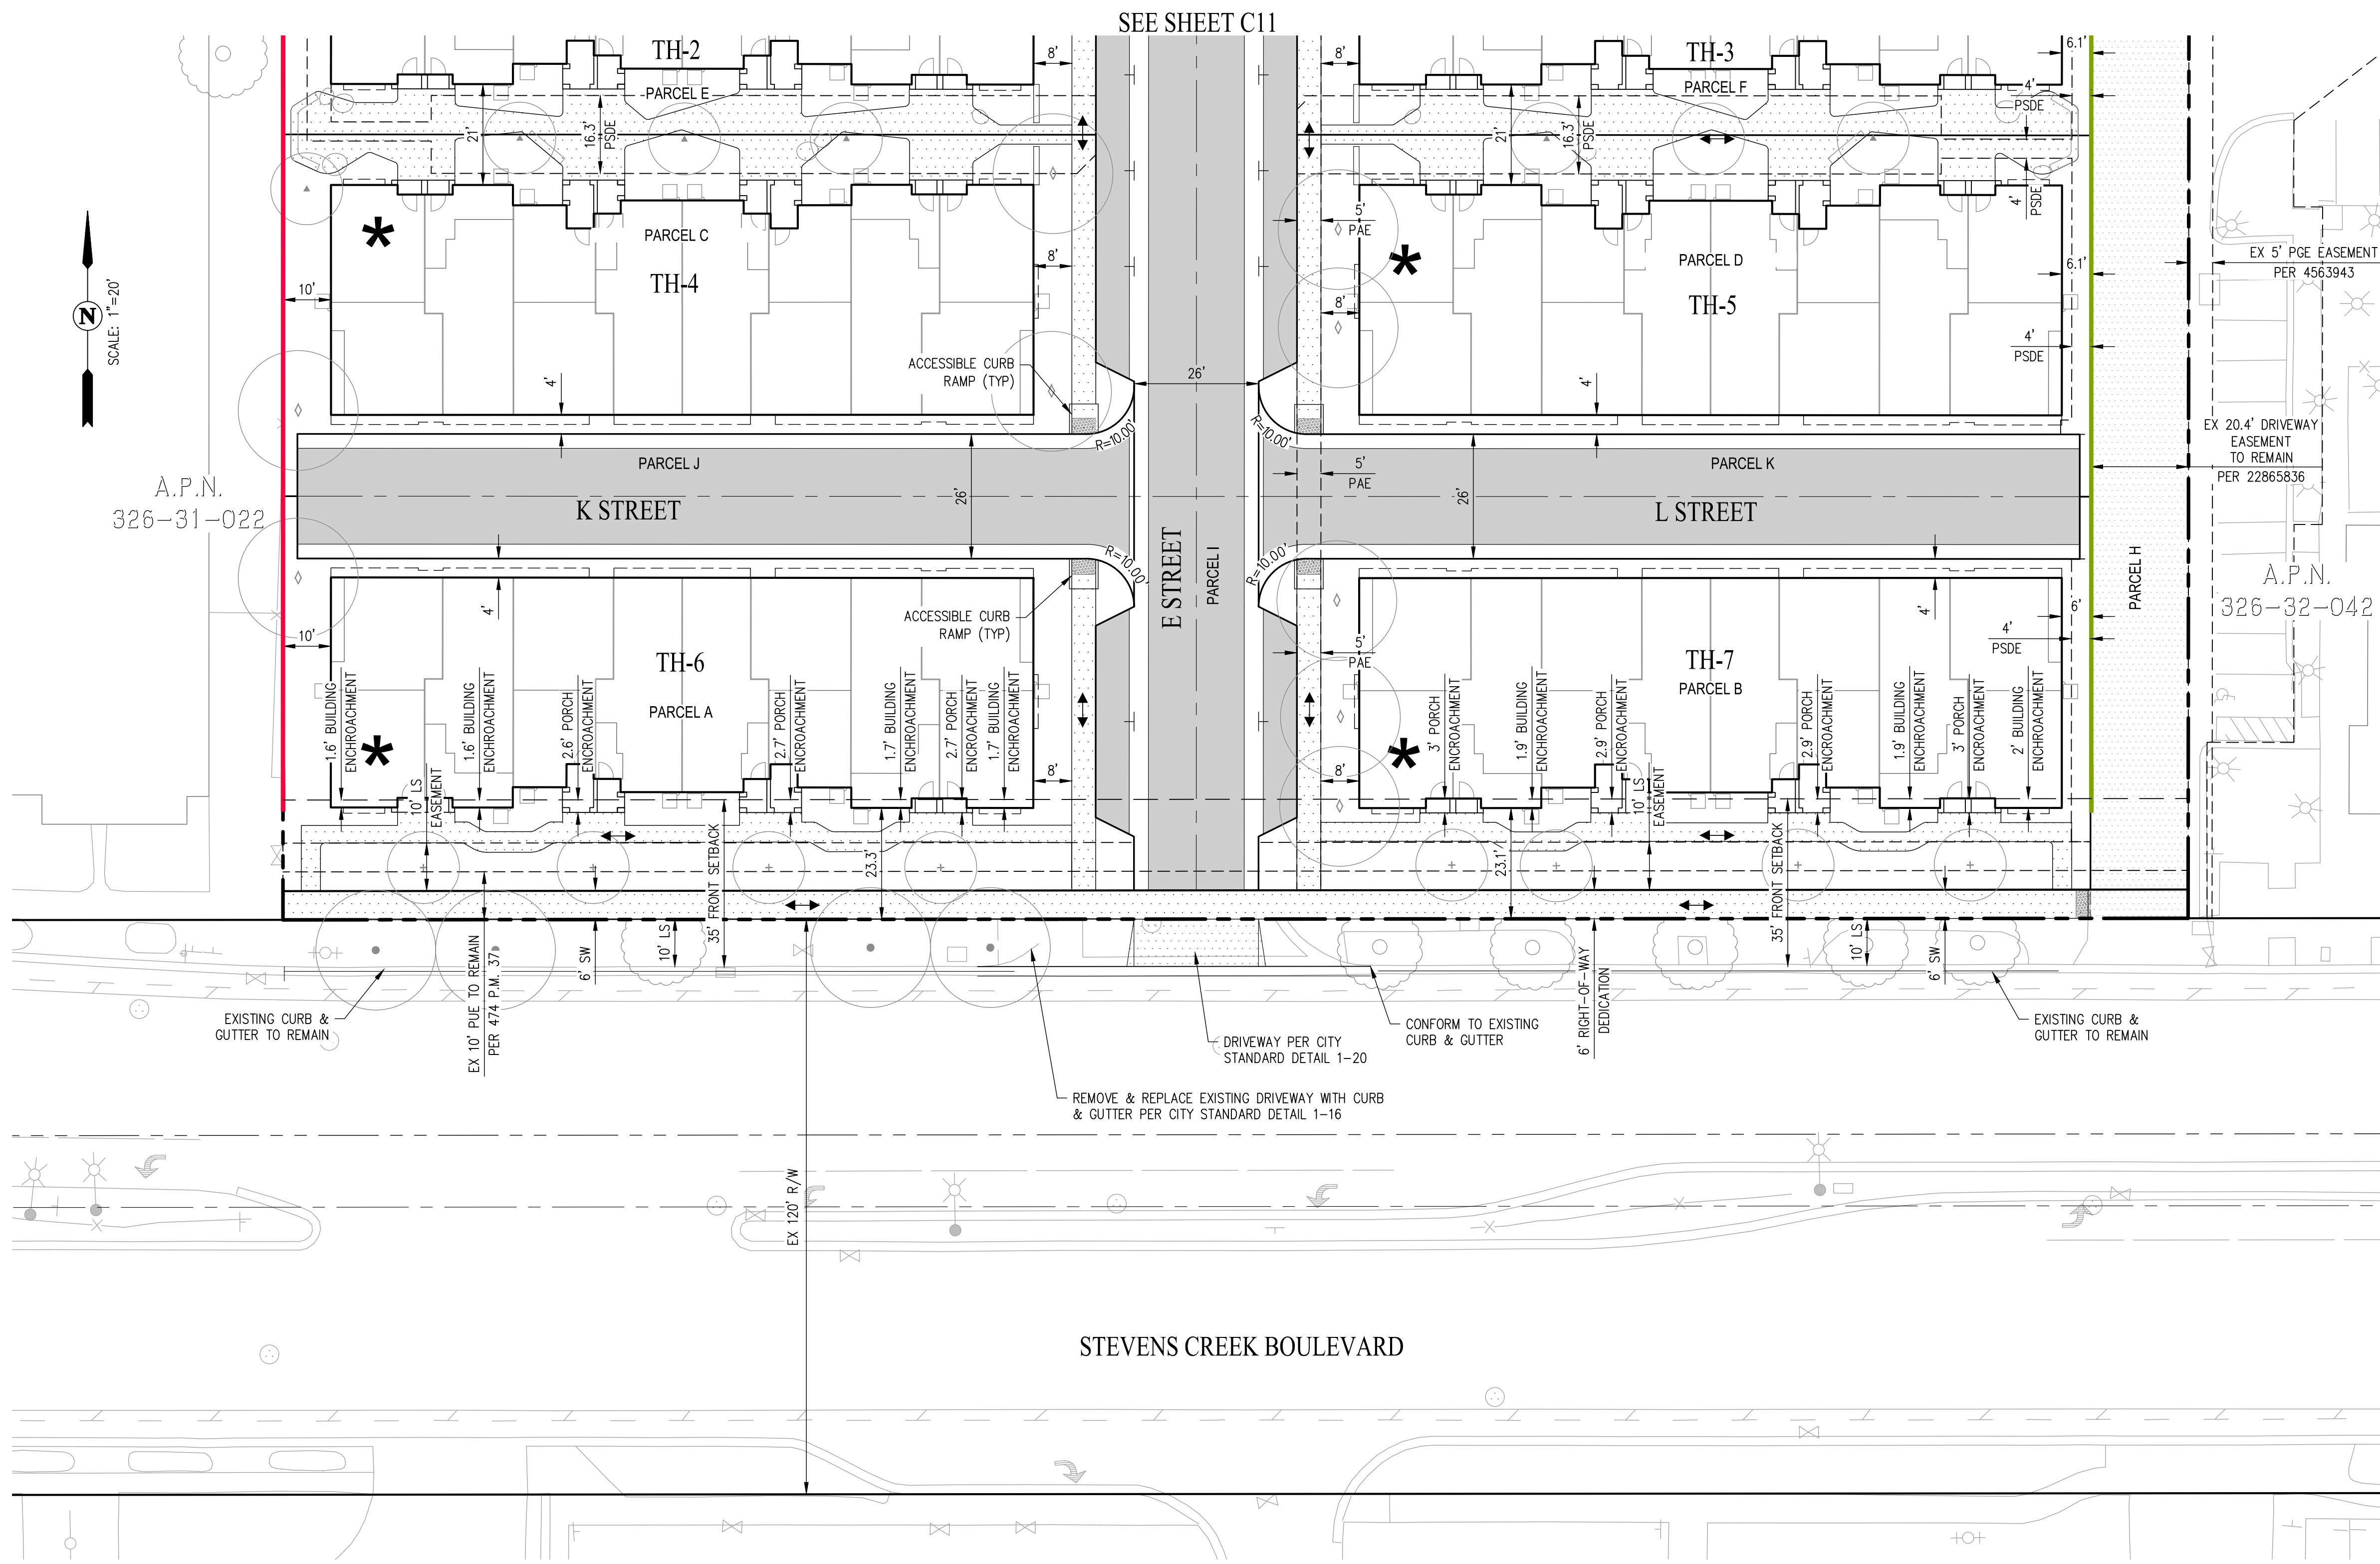 SEE SHEET C11
TH-2
PARCEL E
8'
8'
TH-3
PARCEL F
6.1'
4'
PSDE
21'
16.3'
PSDE
21'
16.3'
PSDE
4'
PSDE
*
PARCEL C
TH-4
5'
PAE
*
PARCEL D
TH-5
EX 5' PGE EASEMENT
PER 4563943
N
SCALE: 1"=20'
10'
8'
8'
6.1'
ACCESSIBLE CURB
RAMP (TYP)
4'
26'
4'
4'
PSDE
R=10.00'
R=10.00'
EX 20.4' DRIVEWAY
EASEMENT
TO REMAIN
PER 22865836
A.P.N.
326-31-022
PARCEL J
K STREET
26'
5'
PAE
26'
PARCEL K
L STREET
E STREET
PARCEL I
PARCEL H
R=10.00'
R=10.00'
A.P.N.
326-32-042
4'
ACCESSIBLE CURB
RAMP (TYP)
4'
6'
10'
5'
PAE
4'
PSDE
TH-6
PARCEL A
TH-7
PARCEL B
*
*
1.6' BUILDING
ENCHROACHMENT
10' LS
EASEMENT
1.6' BUILDING
ENCHROACHMENT
2.6' PORCH
ENCROACHMENT
2.7' PORCH
ENCROACHMENT
1.7' BUILDING
ENCHROACHMENT
2.7' PORCH
ENCROACHMENT
1.7' BUILDING
ENCHROACHMENT
8'
8'
3' PORCH
ENCROACHMENT
1.9' BUILDING
ENCHROACHMENT
2.9' PORCH
ENCROACHMENT
10' LS
EASEMENT
2.9' PORCH
ENCROACHMENT
1.9' BUILDING
ENCHROACHMENT
3' PORCH
ENCROACHMENT
2' BUILDING
ENCHROACHMENT
35' FRONT SETBACK
23.3'
23.1'
35' FRONT SETBACK
EX 10' PUE TO REMAIN
PER 474 P.M. 37
6' SW
10' LS
6' RIGHT-OF-WAY
DEDICATION
10' LS
6' SW
EXISTING CURB &
GUTTER TO REMAIN
DRIVEWAY PER CITY
STANDARD DETAIL 1-20
CONFORM TO EXISTING
CURB & GUTTER
EXISTING CURB &
GUTTER TO REMAIN
REMOVE & REPLACE EXISTING DRIVEWAY WITH CURB
& GUTTER PER CITY STANDARD DETAIL 1-16
EX 120' R/W
STEVENS CREEK BOULEVARD